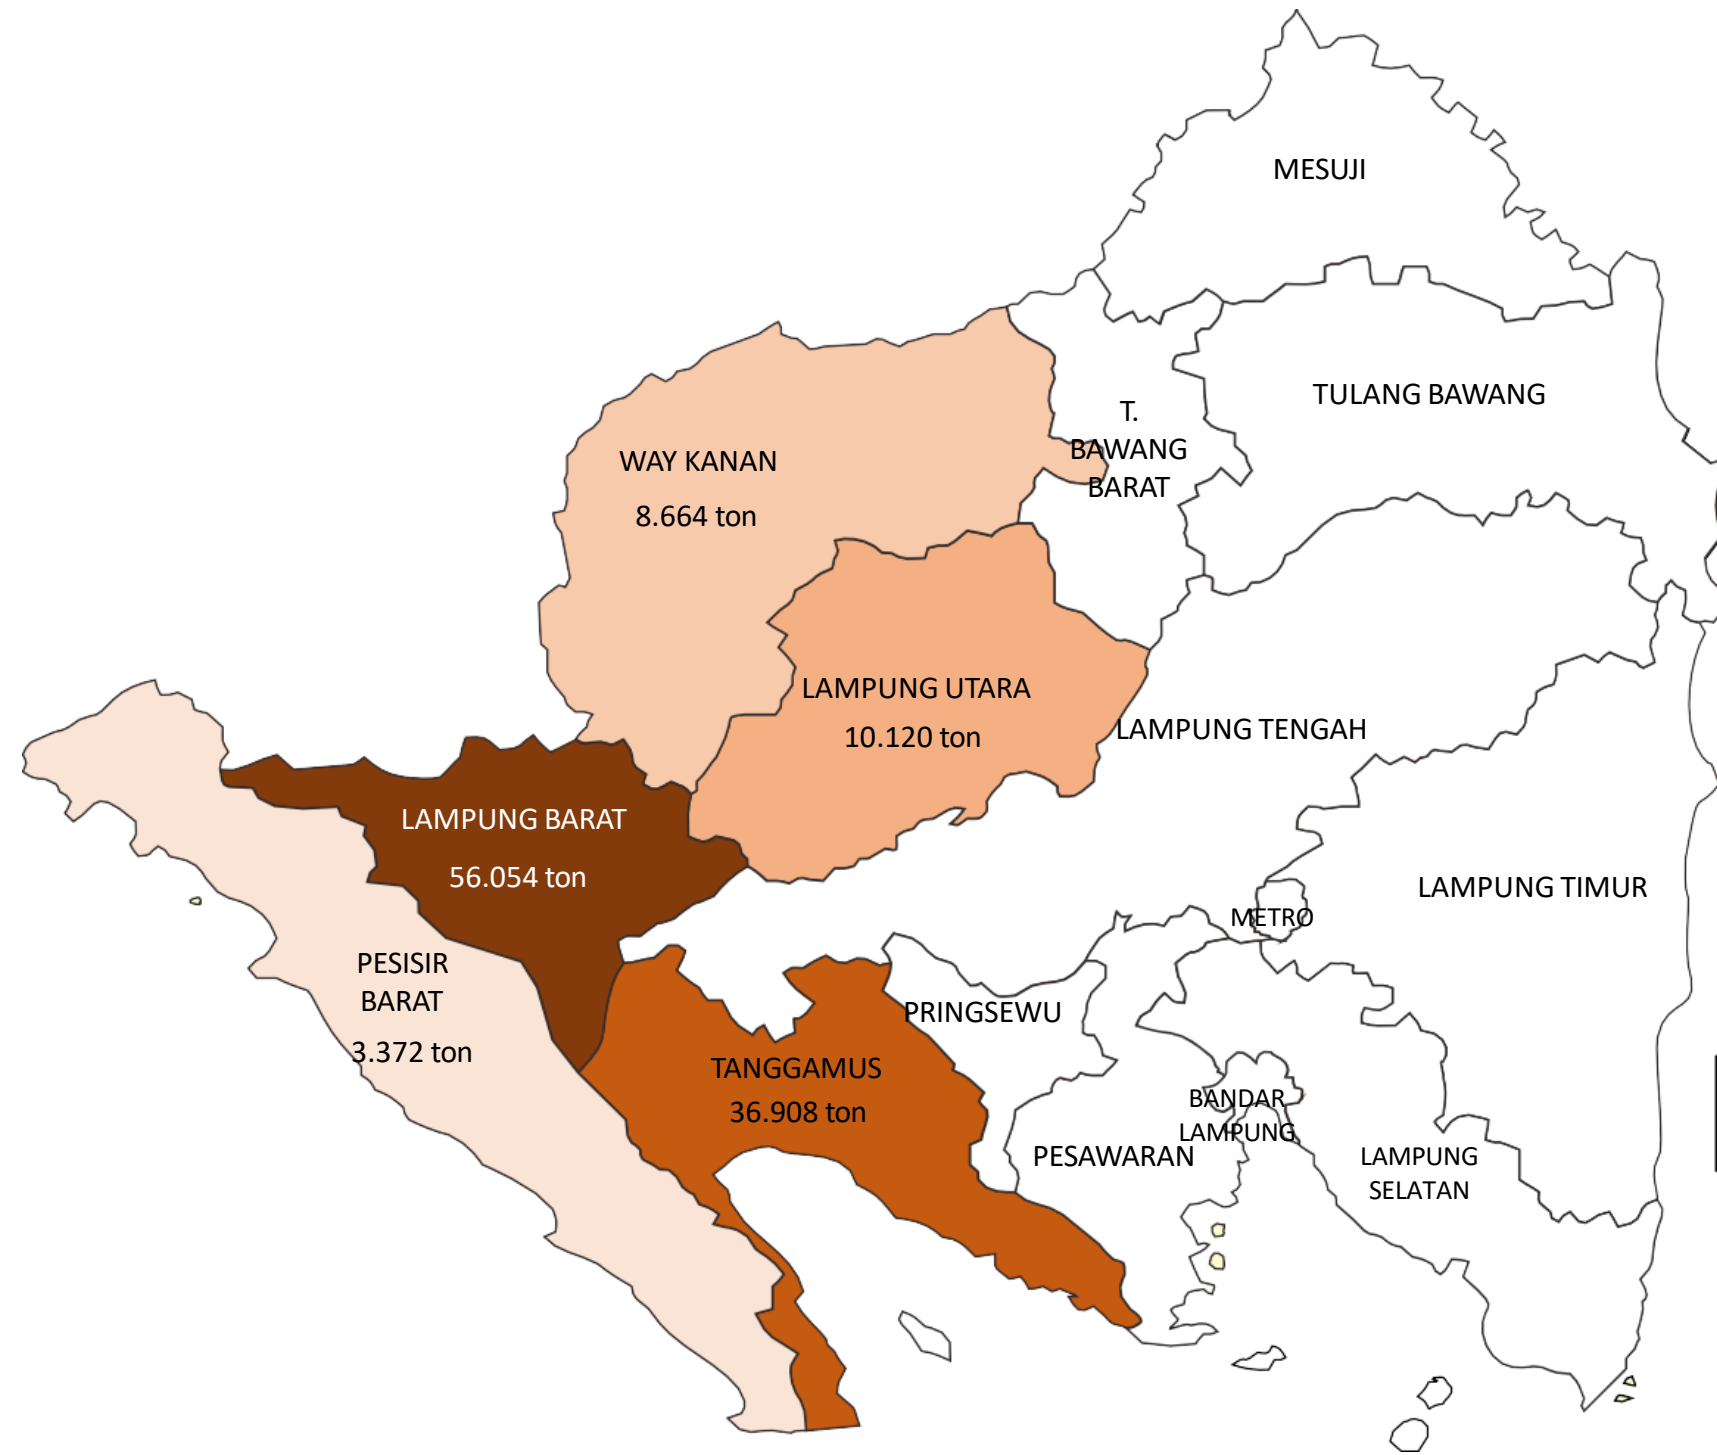 MESUJI
TULANG BAWANG
T.
BAWANG
BARAT
WAY KANAN
8.664 ton
LAMPUNG UTARA
10.120 ton
LAMPUNG TENGAH
LAMPUNG BARAT
56.054 ton
LAMPUNG TIMUR
METRO
PESISIR
BARAT
3.372 ton
PRINGSEWU
TANGGAMUS
36.908 ton
BANDAR
LAMPUNG
PESAWARAN
LAMPUNG
SELATAN